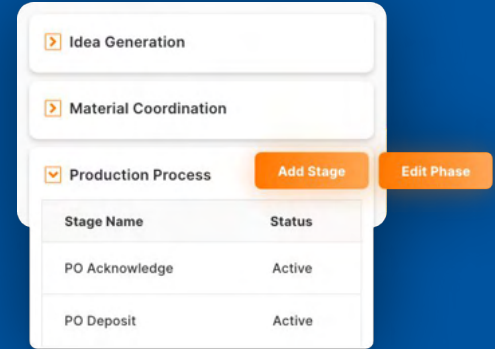 Idea Generation
Material Coordination
Production Process
Add Stage
Edit Phase
Stage Name Status
PO Acknowledge Active
PO Deposit Active